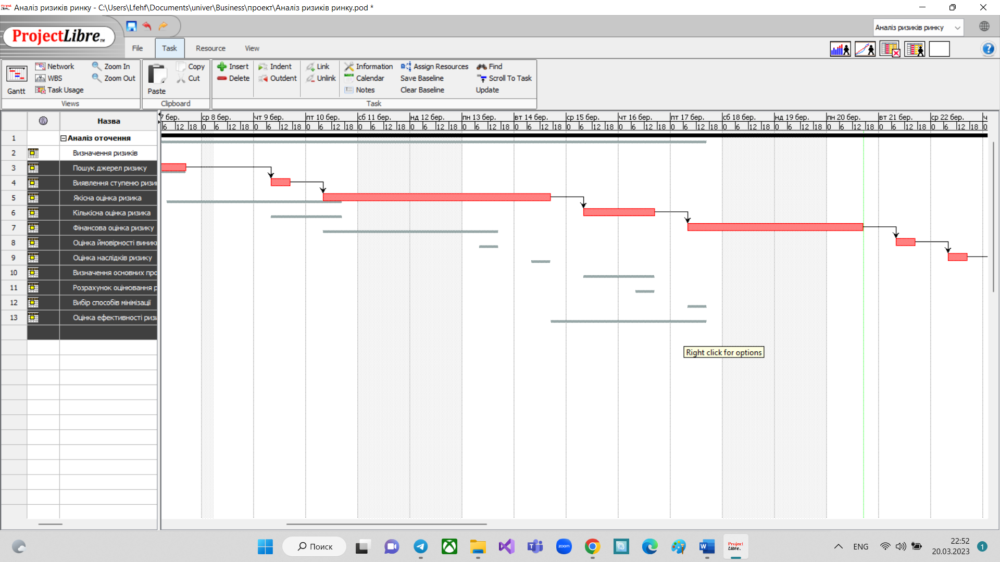 Аналіз ризиків ринку - C:\Users\Lfehf\Documents\univer\Business\проект\Аналіз ризиків ринку.pod *
ProjectLibre TM
Аналіз ризиків ринку
File Task Resource View
Network Zoom In Copy Insert Indent Link Information Assign Resources Find
WBS Zoom Out Cut Delete Outdent Unlink Calendar Save Baseline Scroll To Task
Gantt Task Usage Paste Notes Clear Baseline Update
Views Clipboard Task
Назва
7 бер. ср 8 бер. чт 9 бер. пт 10 бер. сб 11 бер. нд 12 бер. пн 13 бер. вт 14 бер. ср 15 бер. чт 16 бер. пт 17 бер. сб 18 бер. нд 19 бер. пн 20 бер. вт 21 бер. ср 22 бер. ч
6 12 18 0 6 12 18 0 6 12 18 0 6 12 18 0 6 12 18 0 6 12 18 0 6 12 18 0 6 12 18 0 6 12 18 0 6 12 18 0 6 12 18 0 6 12 18 0 6 12 18 0 6 12 18 0 6 12 18 0 6 12 18 0
1 Аналіз оточення
2 Визначення ризиків
3 Пошук джерел ризику
4 Виявлення ступеню ризи
5 Якісна оцінка ризика
6 Кількісна оцінка ризика
7 Фінансова оцінка ризику
8 Оцінка ймовірності виник
9 Оцінка наслідків ризику
10 Визначення основних про
11 Розрахунок оцінювання р
12 Вибір способів мінімізації
13 Оцінка ефективності ризи
Right click for options
Поиск
zoom
Project Libre
ENG
22:52
20.03.2023
1